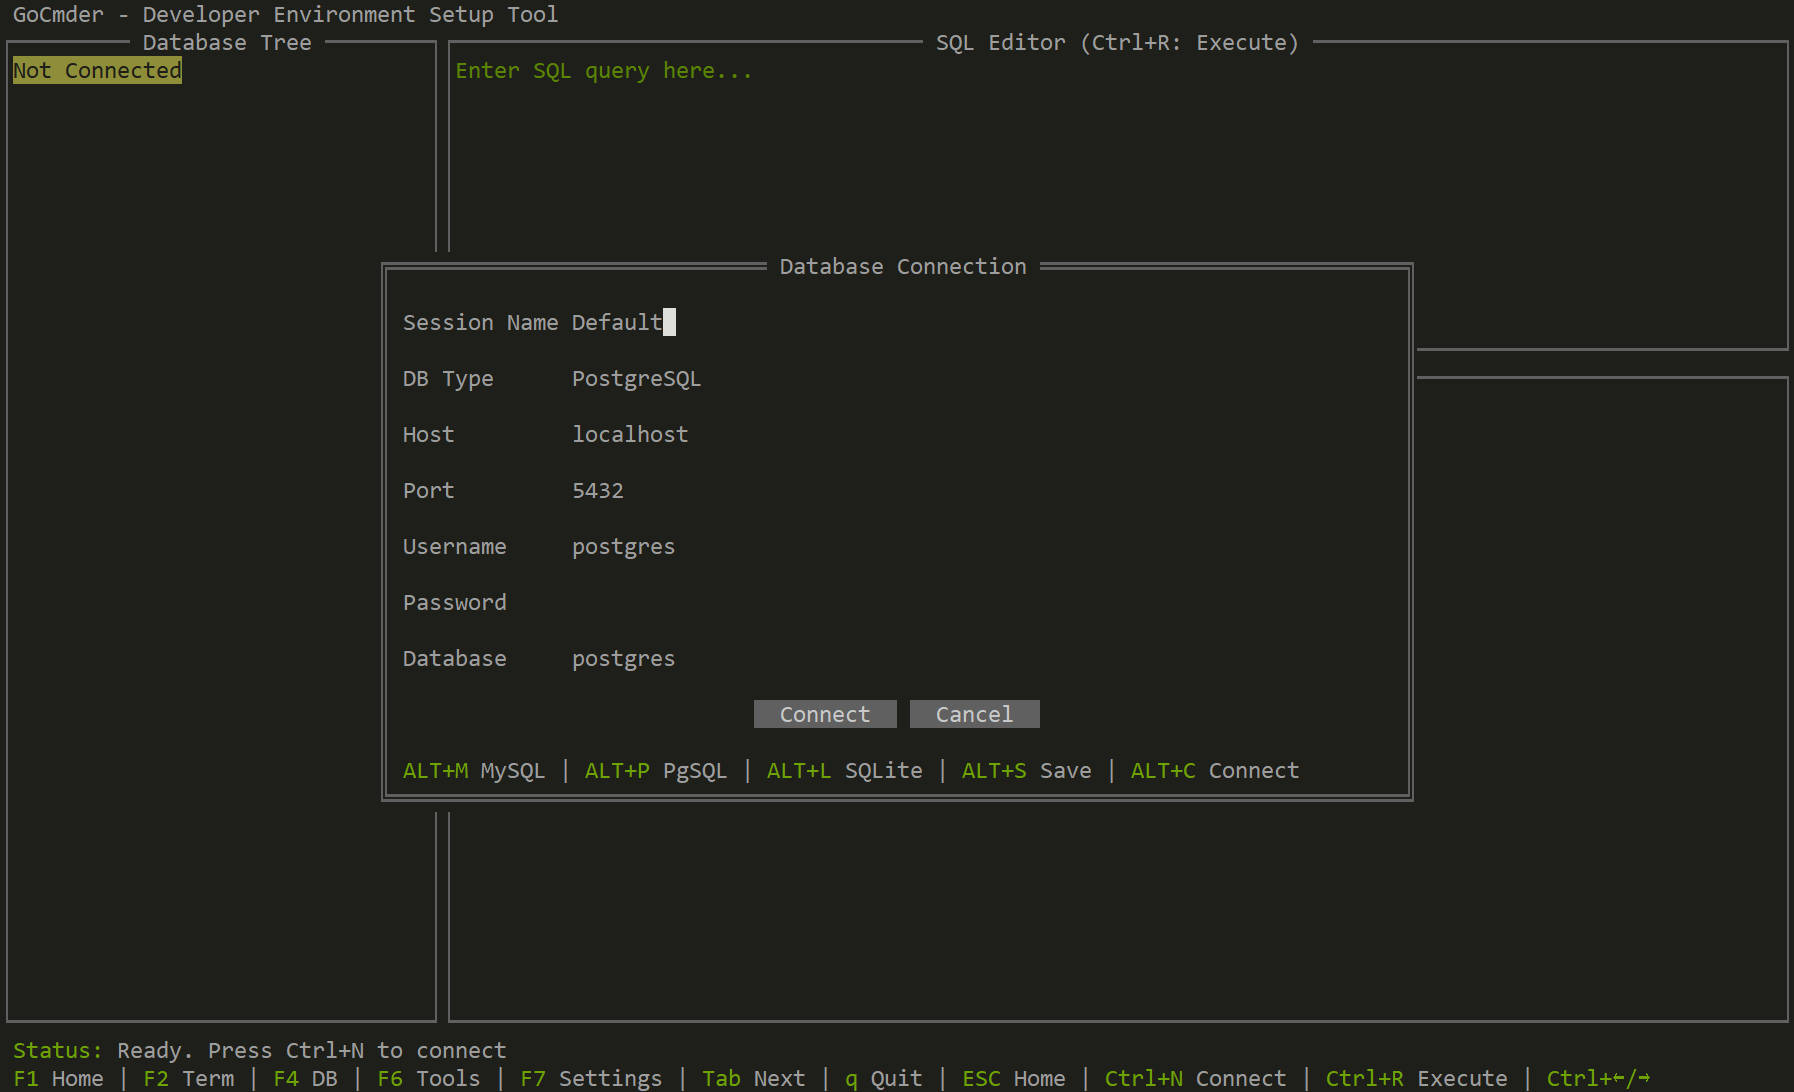 GoCmder - Developer Environment Setup Tool
Database Tree
SQL Editor (Ctrl+R: Execute)
Not Connected
Enter SQL query here...
Database Connection
Session Name Default
DB Type PostgreSQL
Host localhost
Port 5432
Username postgres
Password
Database postgres
Connect Cancel
ALT+M MySQL | ALT+P PgSQL | ALT+L SQLite | ALT+S Save | ALT+C Connect
Status: Ready. Press Ctrl+N to connect
F1 Home | F2 Term | F4 DB | F6 Tools | F7 Settings | Tab Next | q Quit | ESC Home | Ctrl+N Connect | Ctrl+R Execute | Ctrl+←/→